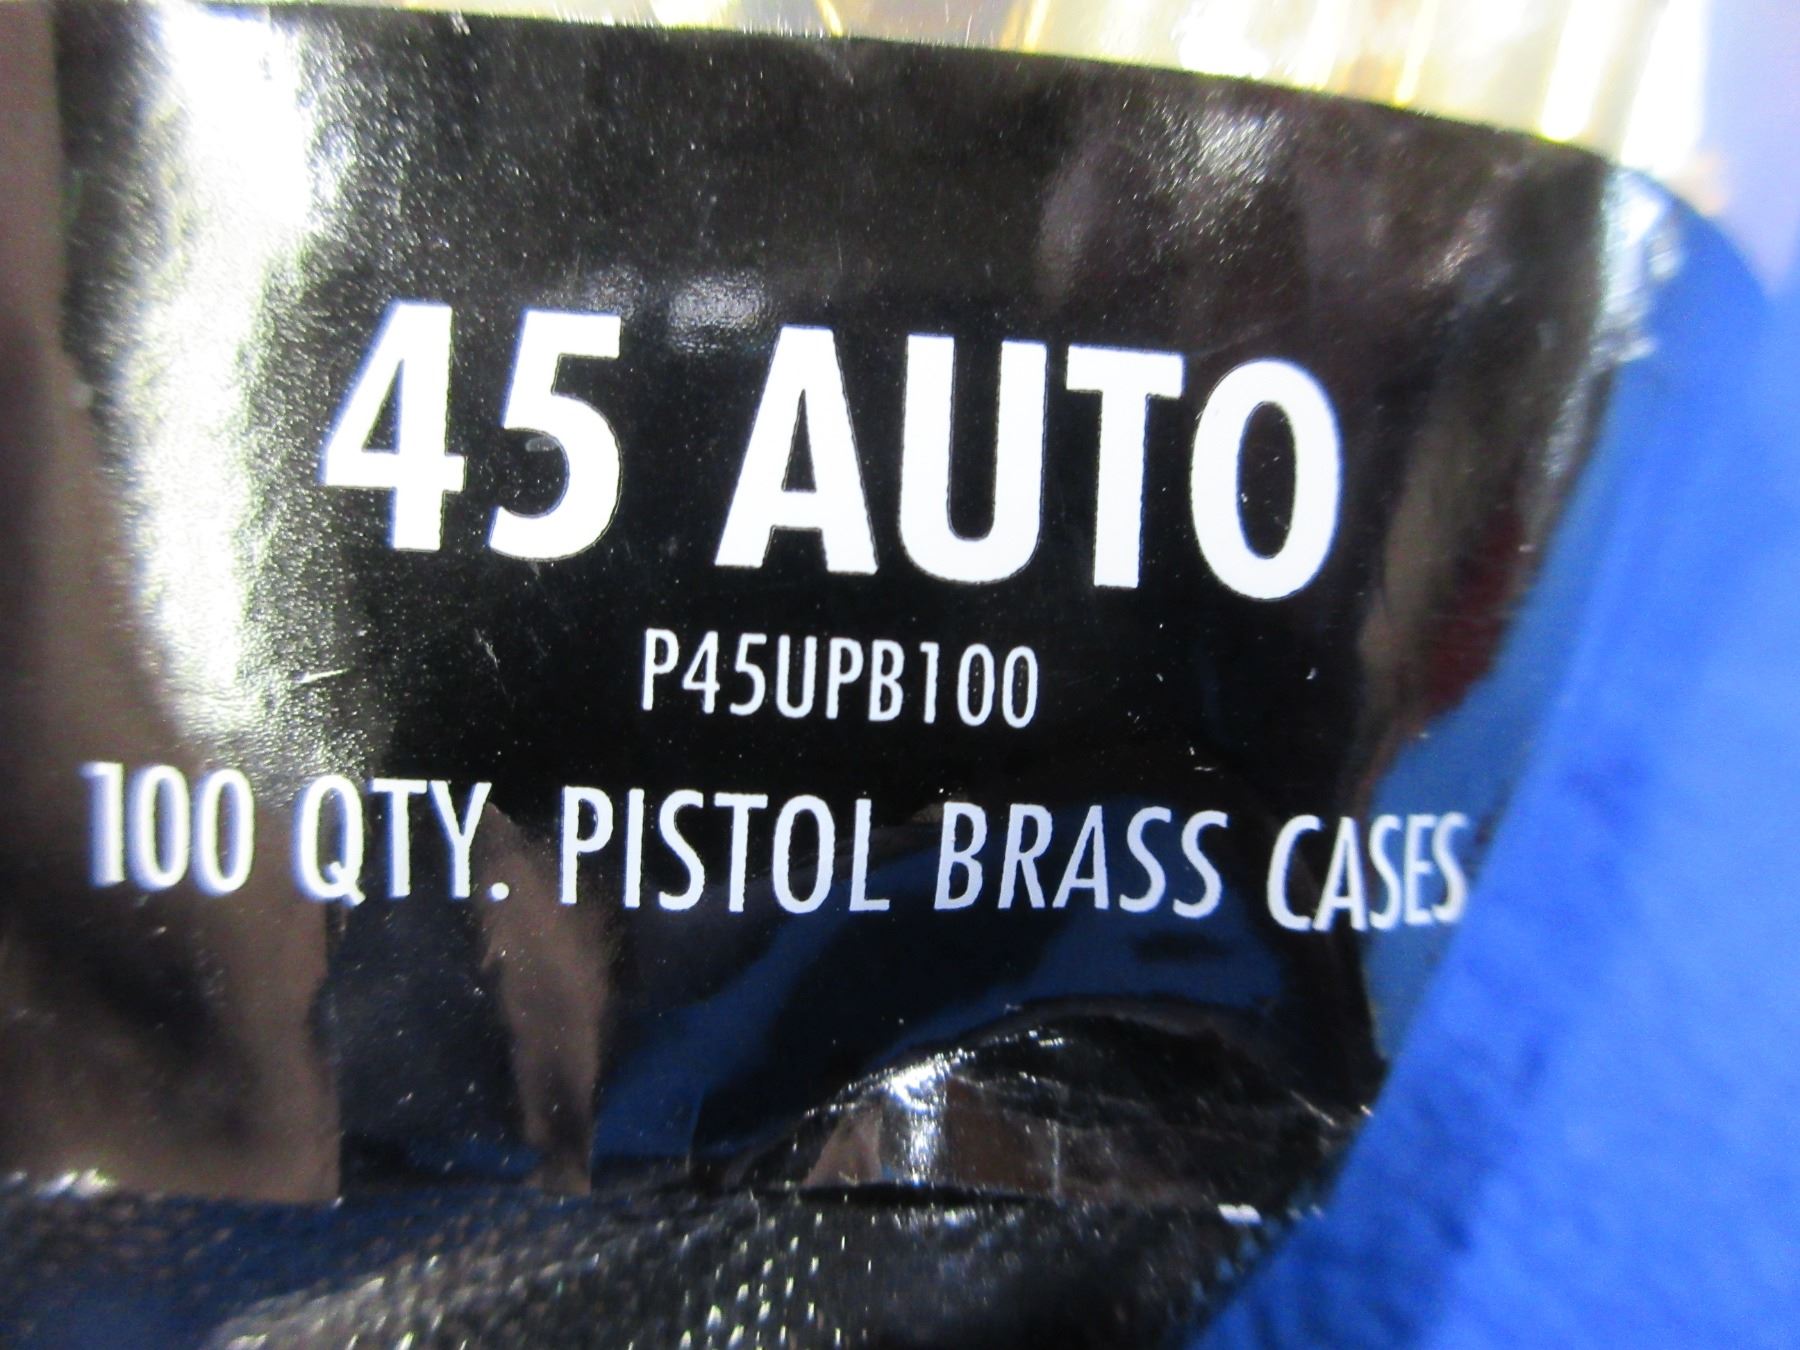 45 AUTO
P45UPB100
100 QTY. PISTOL BRASS CASES